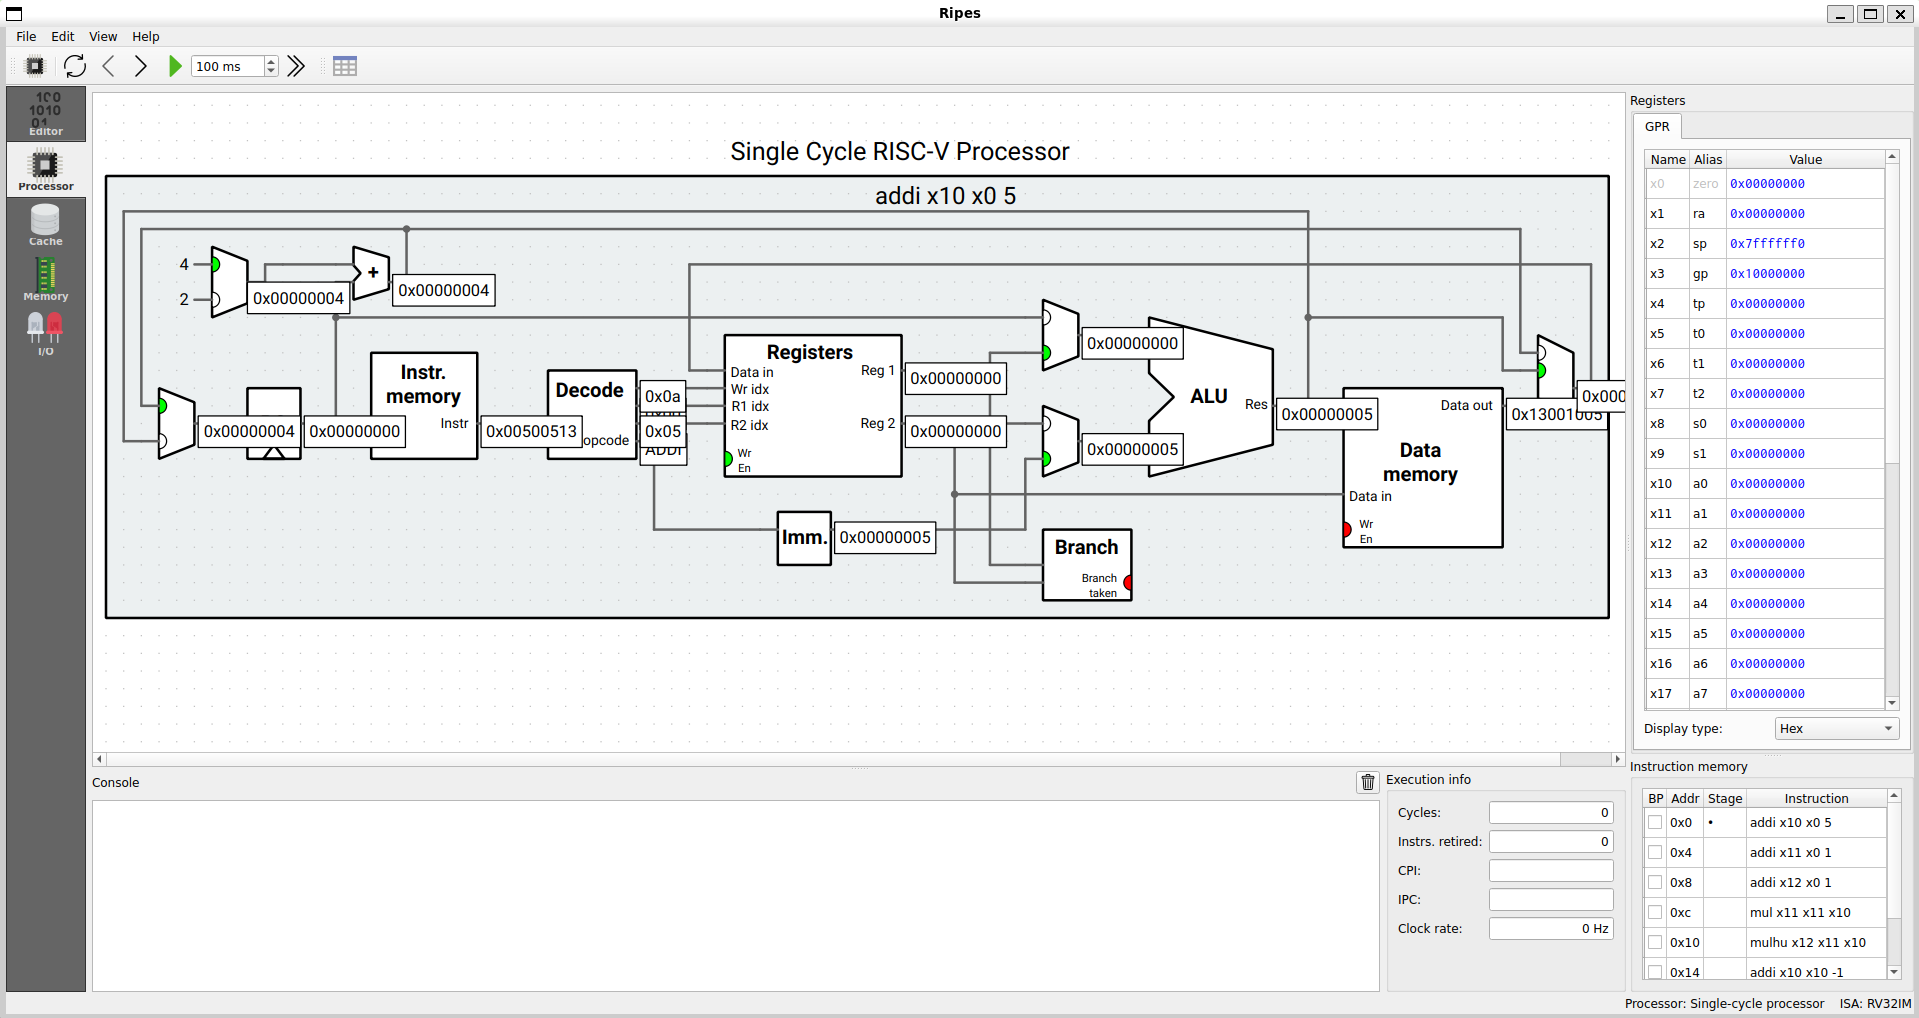 Ripes
File Edit View Help
100 ms
Editor
Processor
Cache
Memory
I/O
Single Cycle RISC-V Processor
addi x10 x0 5
4
2
0x00000004
+
0x00000004
0x00000004
0x00000000
Instr.
memory
Instr
0x00500513
Decode
opcode
0x0a
0x05
ADDI
Registers
Data in
Wr idx
R1 idx
R2 idx
Wr
En
Reg 1
Reg 2
0x00000000
0x00000000
Imm.
0x00000005
0x00000000
0x00000005
ALU
Res
0x00000005
Branch
Branch
taken
Data out
Data
memory
Data in
Wr
En
0x13001005
0x000
Registers
GPR
Name Alias Value
x0 zero 0x00000000
x1 ra 0x00000000
x2 sp 0x7ffffff0
x3 gp 0x10000000
x4 tp 0x00000000
x5 t0 0x00000000
x6 t1 0x00000000
x7 t2 0x00000000
x8 s0 0x00000000
x9 s1 0x00000000
x10 a0 0x00000000
x11 a1 0x00000000
x12 a2 0x00000000
x13 a3 0x00000000
x14 a4 0x00000000
x15 a5 0x00000000
x16 a6 0x00000000
x17 a7 0x00000000
Display type: Hex
Console
Execution info
Cycles: 0
Instrs. retired: 0
CPI:
IPC:
Clock rate: 0 Hz
Instruction memory
BP Addr Stage Instruction
0x0 • addi x10 x0 5
0x4 addi x11 x0 1
0x8 addi x12 x0 1
0xc mul x11 x11 x10
0x10 mulhu x12 x11 x10
0x14 addi x10 x10 -1
Processor: Single-cycle processor ISA: RV32IM